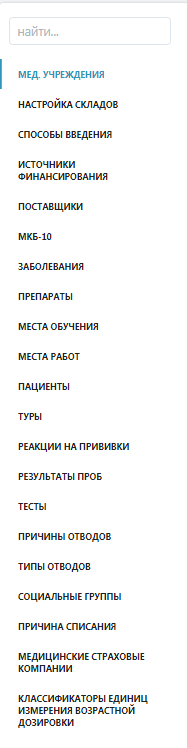 найти...
МЕД. УЧРЕЖДЕНИЯ
НАСТРОЙКА СКЛАДОВ
СПОСОБЫ ВВЕДЕНИЯ
ИСТОЧНИКИ
ФИНАНСИРОВАНИЯ
ПОСТАВЩИКИ
МКБ-10
ЗАБОЛЕВАНИЯ
ПРЕПАРАТЫ
МЕСТА ОБУЧЕНИЯ
МЕСТА РАБОТ
ПАЦИЕНТЫ
ТУРЫ
РЕАКЦИИ НА ПРИВИВКИ
РЕЗУЛЬТАТЫ ПРОБ
ТЕСТЫ
ПРИЧИНЫ ОТВОДОВ
ТИПЫ ОТВОДОВ
СОЦИАЛЬНЫЕ ГРУППЫ
ПРИЧИНА СПИСАНИЯ
МЕДИЦИНСКИЕ СТРАХОВЫЕ
КОМПАНИИ
КЛАССИФИКАТОРЫ ЕДИНИЦ
ИЗМЕРЕНИЯ ВОЗРАСТНОЙ
ДОЗИРОВКИ